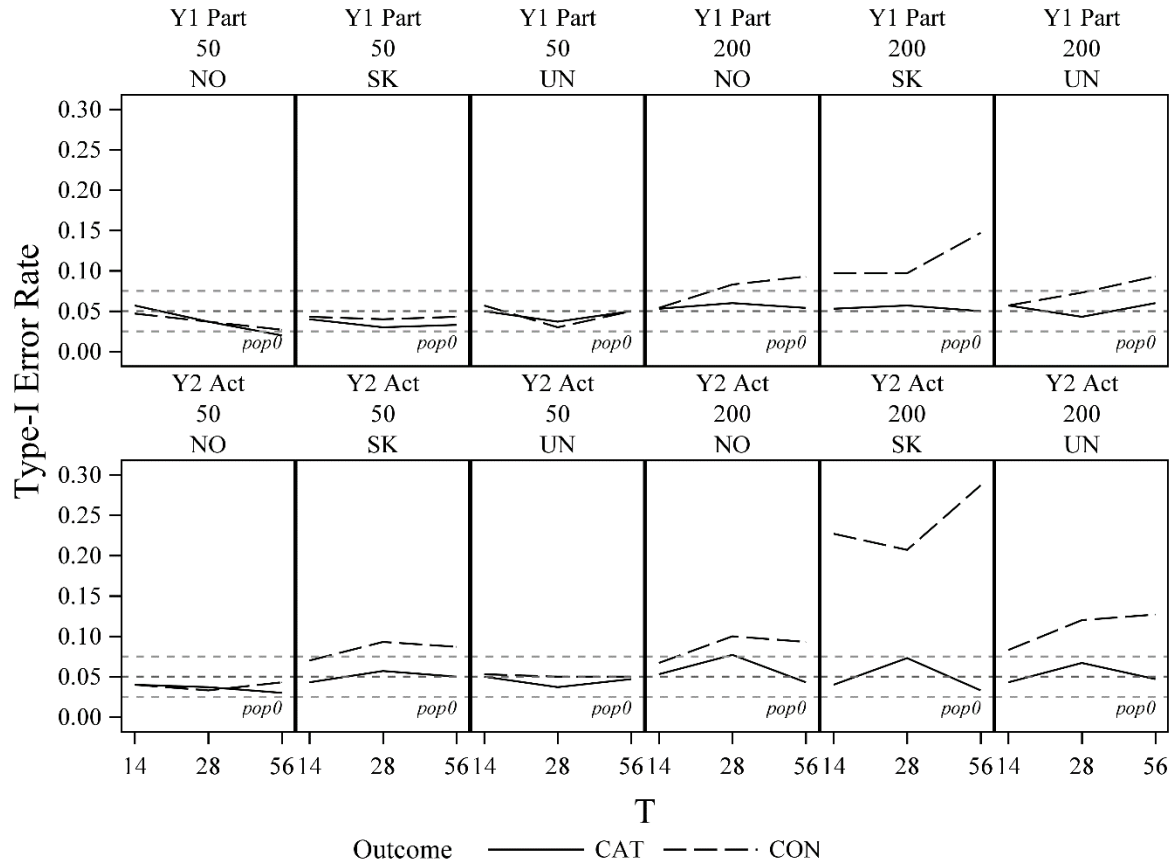 Y1 Part Y1 Part Y1 Part Y1 Part Y1 Part Y1 Part
50 50 50 200 200 200
NO SK UN NO SK UN
0.30
0.25
0.20
0.15
0.10
0.05
0.00
pop0 pop0 pop0 pop0 pop0 pop0
Type-I Error Rate
Y2 Act Y2 Act Y2 Act Y2 Act Y2 Act Y2 Act
50 50 50 200 200 200
NO SK UN NO SK UN
0.30
0.25
0.20
0.15
0.10
0.05
0.00
pop0 pop0 pop0 pop0 pop0 pop0
14 28 56 14 28 56 14 28 56 14 28 56 14 28 56 14 28 56
T
Outcome CAT CON